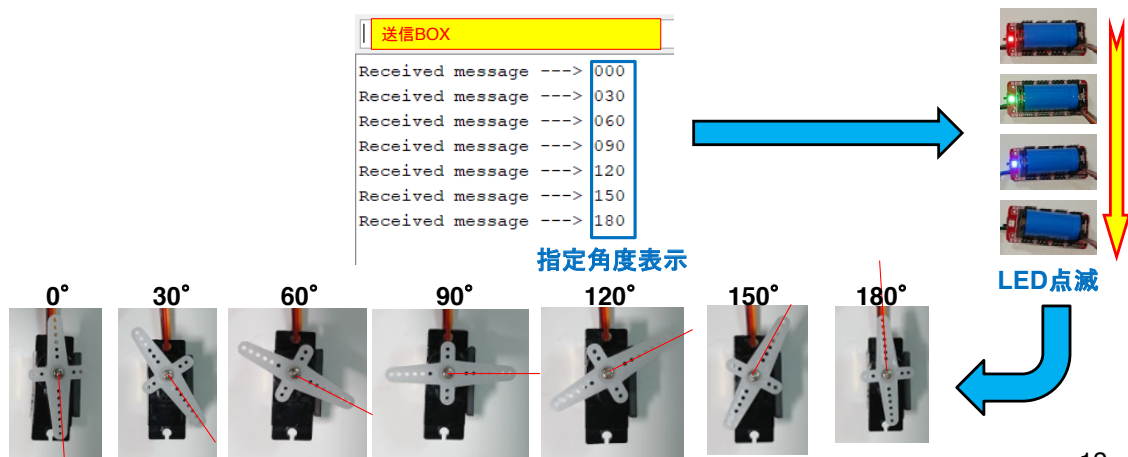 送信BOX
Received message ---> 000
Received message ---> 030
Received message ---> 060
Received message ---> 090
Received message ---> 120
Received message ---> 150
Received message ---> 180
指定角度表示
LED点滅
0° 30° 60° 90° 120° 150° 180°